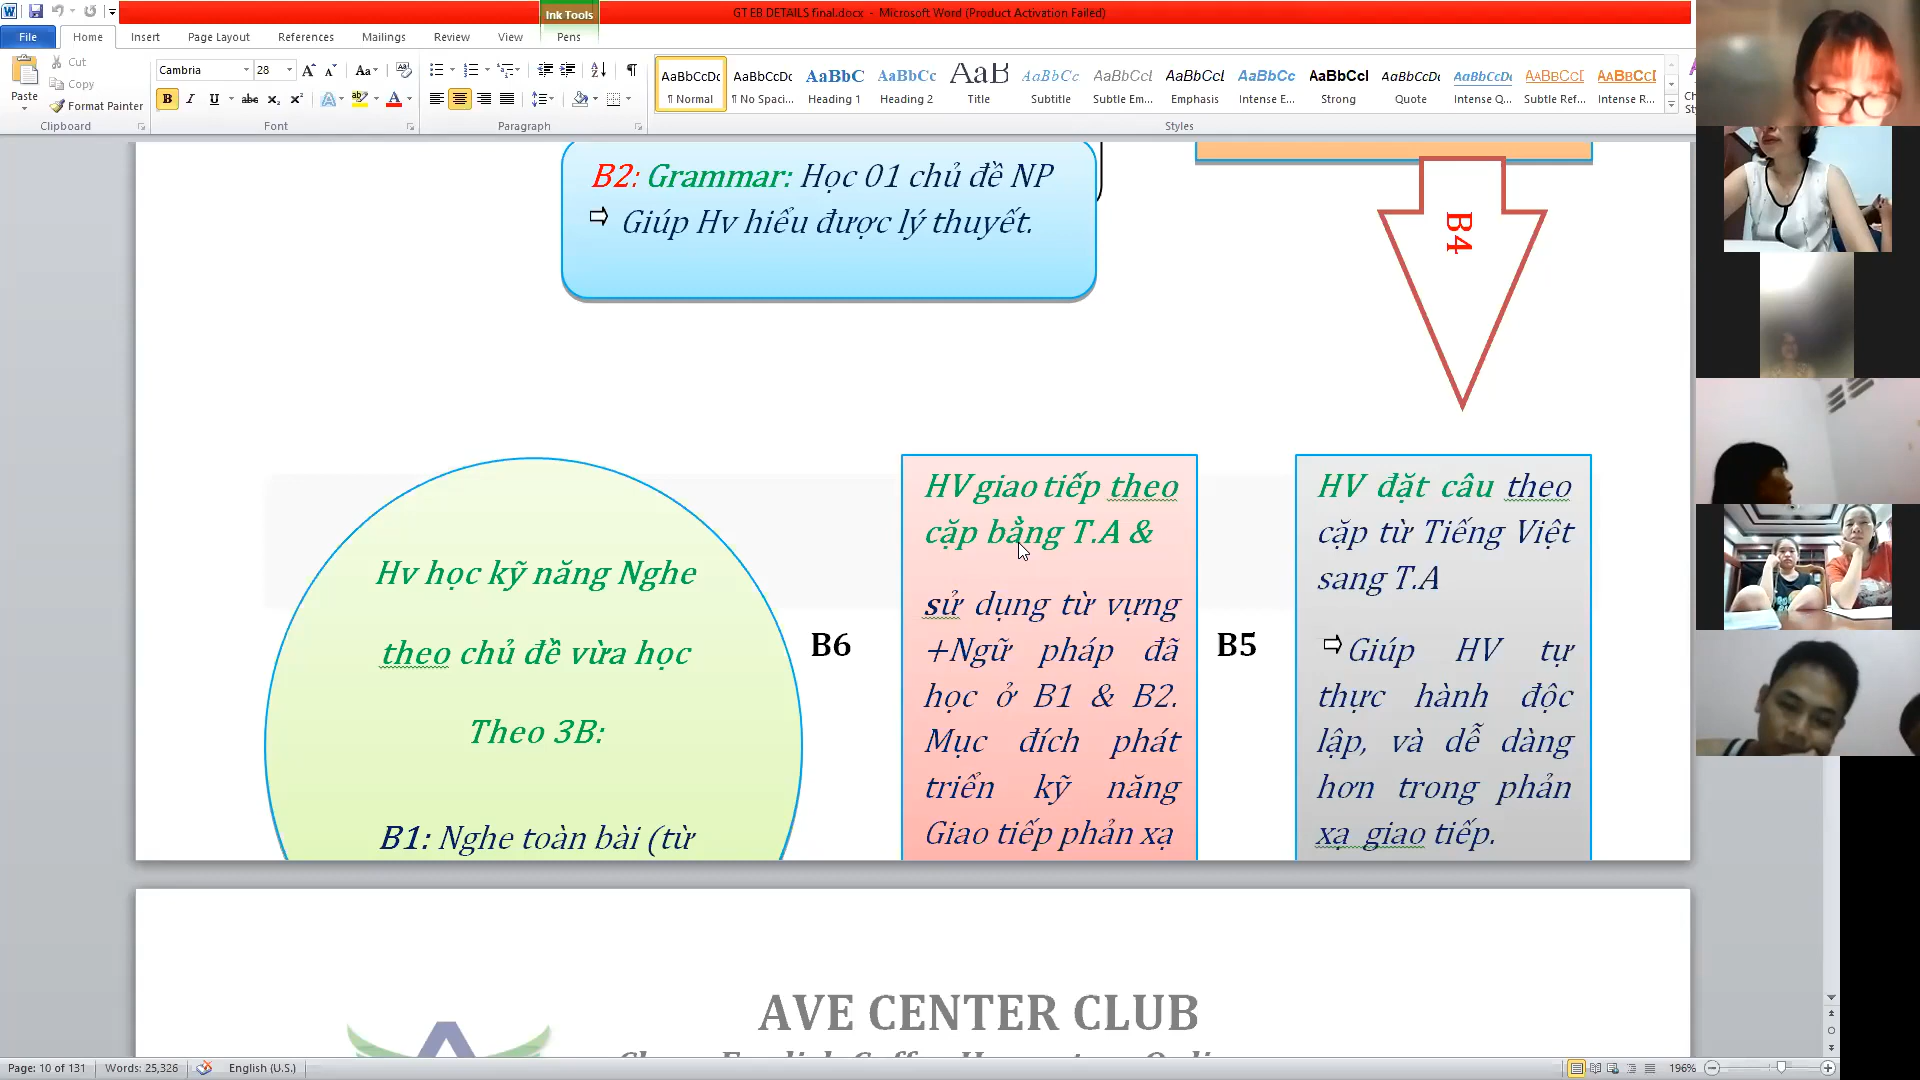 GT EB DETAILS final.docx - Microsoft Word (Product Activation Failed)
Ink Tools
File Home Insert Page Layout References Mailings Review View Pens
Paste
Cut
Copy
Format Painter
Clipboard
Cambria 28
Font
Paragraph
AaBbCcDc AaBbCcDc AaBbC AaBbCc AaB AaBbCc AaBbCcl AaBbCcl AaBbCc AaBbCcl AaBbCcDc AaBbCcDc AABBCCD AABBCCD
¶ Normal ¶ No Spaci... Heading 1 Heading 2 Title Subtitle Subtle Em... Emphasis Intense E... Strong Quote Intense Q... Subtle Ref... Intense R...
Styles
B2: Grammar: Học 01 chủ đề NP
Giúp Hv hiểu được lý thuyết.
B4
Hv học kỹ năng Nghe
theo chủ đề vừa học
Theo 3B:
B1: Nghe toàn bài (từ
B6
HV giao tiếp theo
cặp bằng T.A &
sử dụng từ vựng
+Ngữ pháp đã
học ở B1 & B2.
Mục đích phát
triển kỹ năng
Giao tiếp phản xạ
B5
HV đặt câu theo
cặp từ Tiếng Việt
sang T.A
Giúp HV tự
thực hành độc
lập, và dễ dàng
hơn trong phản
xạ giao tiếp.
AVE CENTER CLUB
Page: 10 of 131 Words: 25,326 English (U.S.) 196%